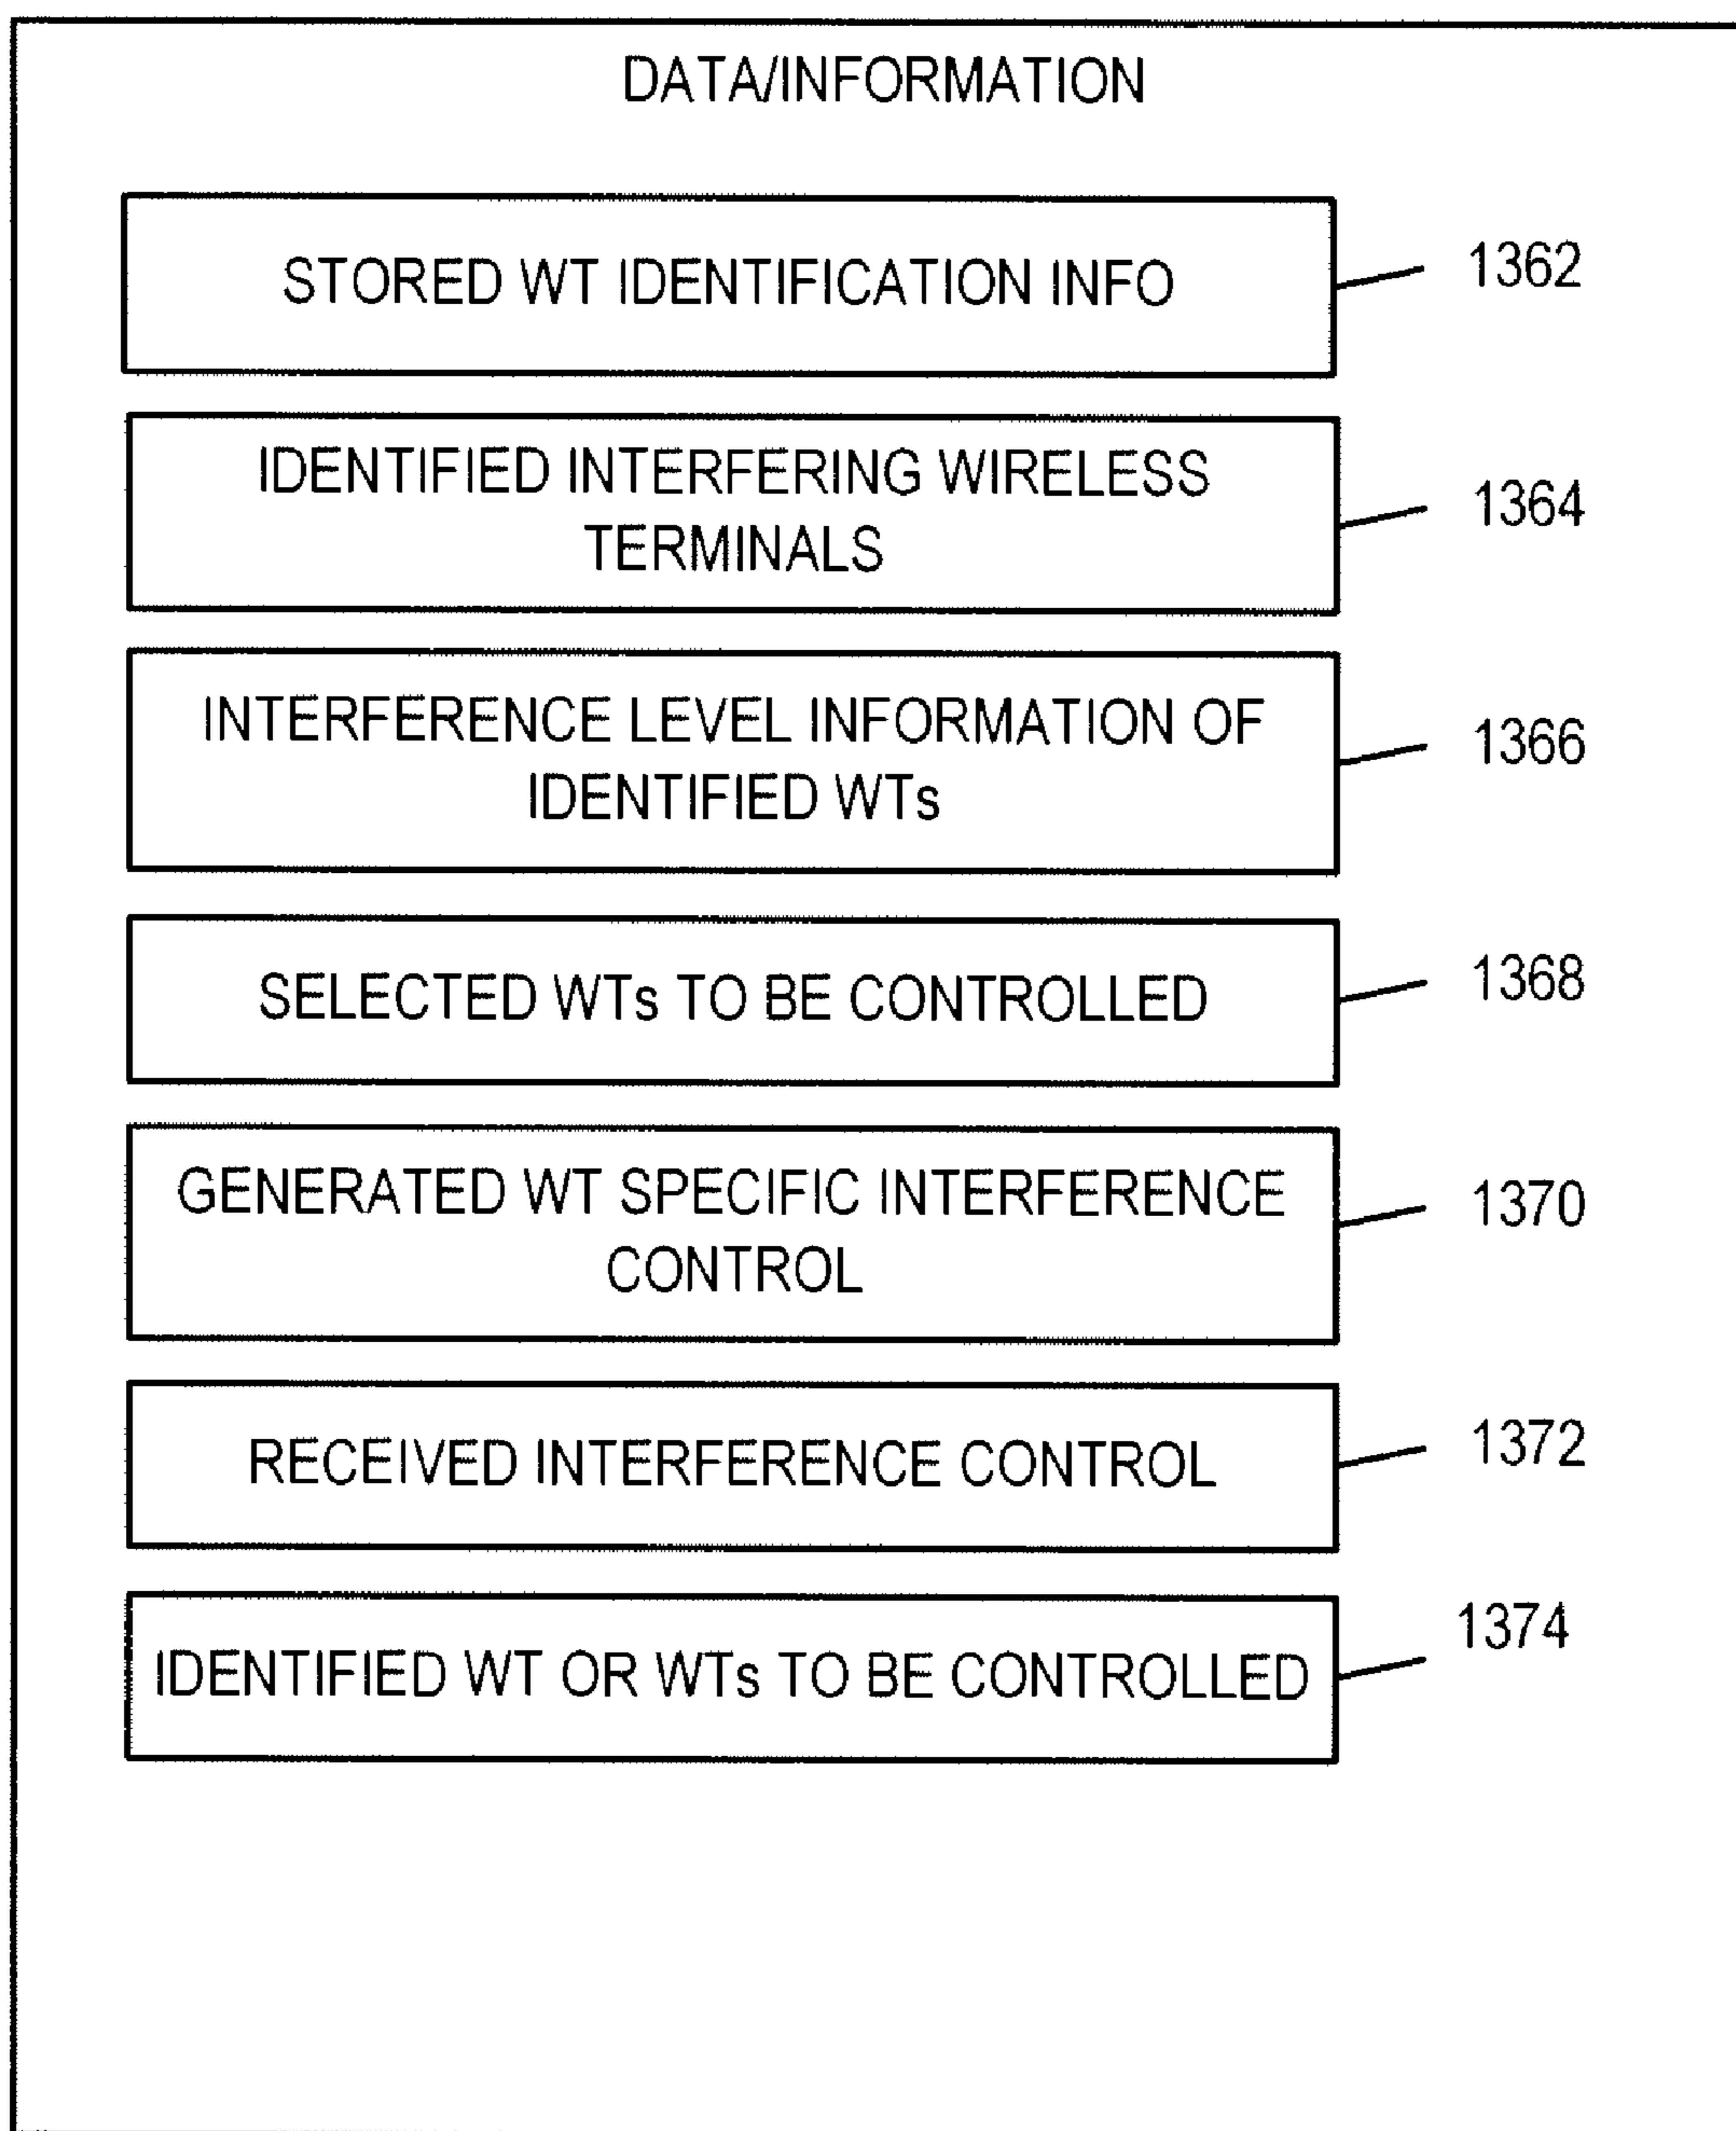 DATA/INFORMATION
STORED WT IDENTIFICATION INFO
1362
IDENTIFIED INTERFERING WIRELESS
TERMINALS
1364
INTERFERENCE LEVEL INFORMATION OF
IDENTIFIED WTs
1366
SELECTED WTs TO BE CONTROLLED
1368
GENERATED WT SPECIFIC INTERFERENCE
CONTROL
1370
RECEIVED INTERFERENCE CONTROL
1372
IDENTIFIED WT OR WTs TO BE CONTROLLED
1374